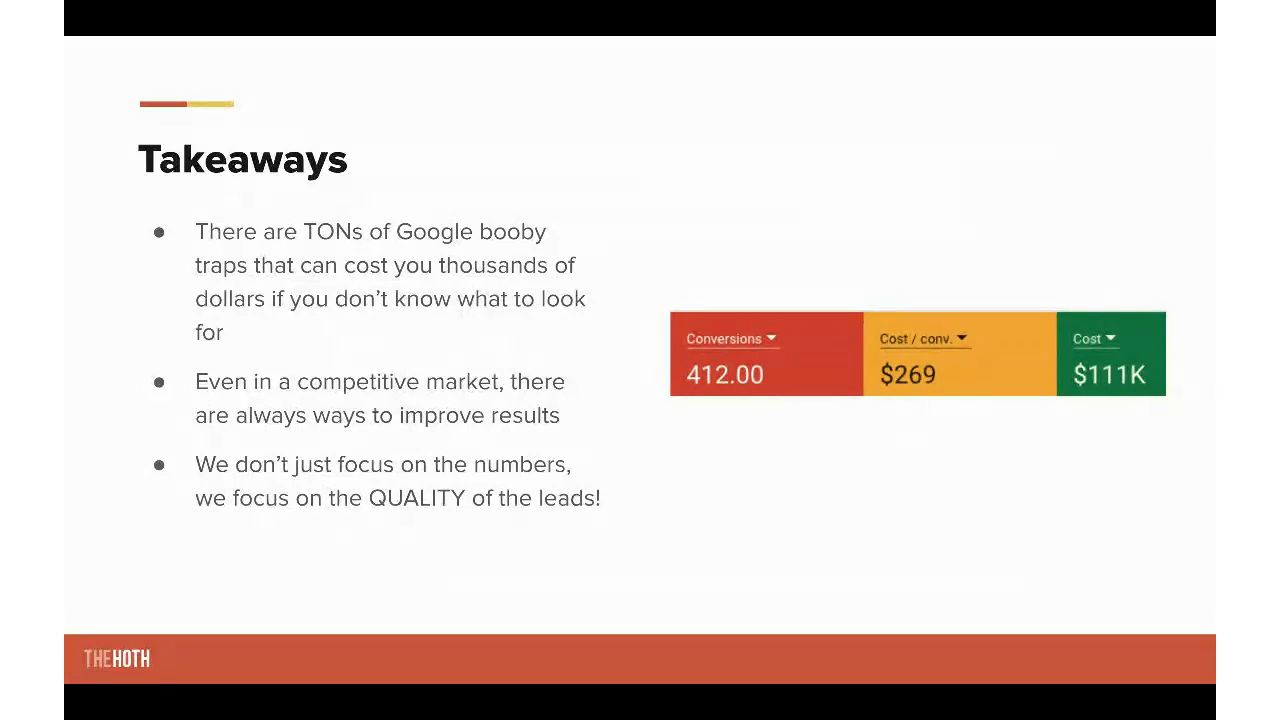 Takeaways
● There are TONs of Google booby
traps that can cost you thousands of
dollars if you don’t know what to look
for
● Even in a competitive market, there
are always ways to improve results
● We don’t just focus on the numbers,
we focus on the QUALITY of the leads!
Conversions
412.00
Cost / conv.
$269
Cost
$111K
THEHOTH